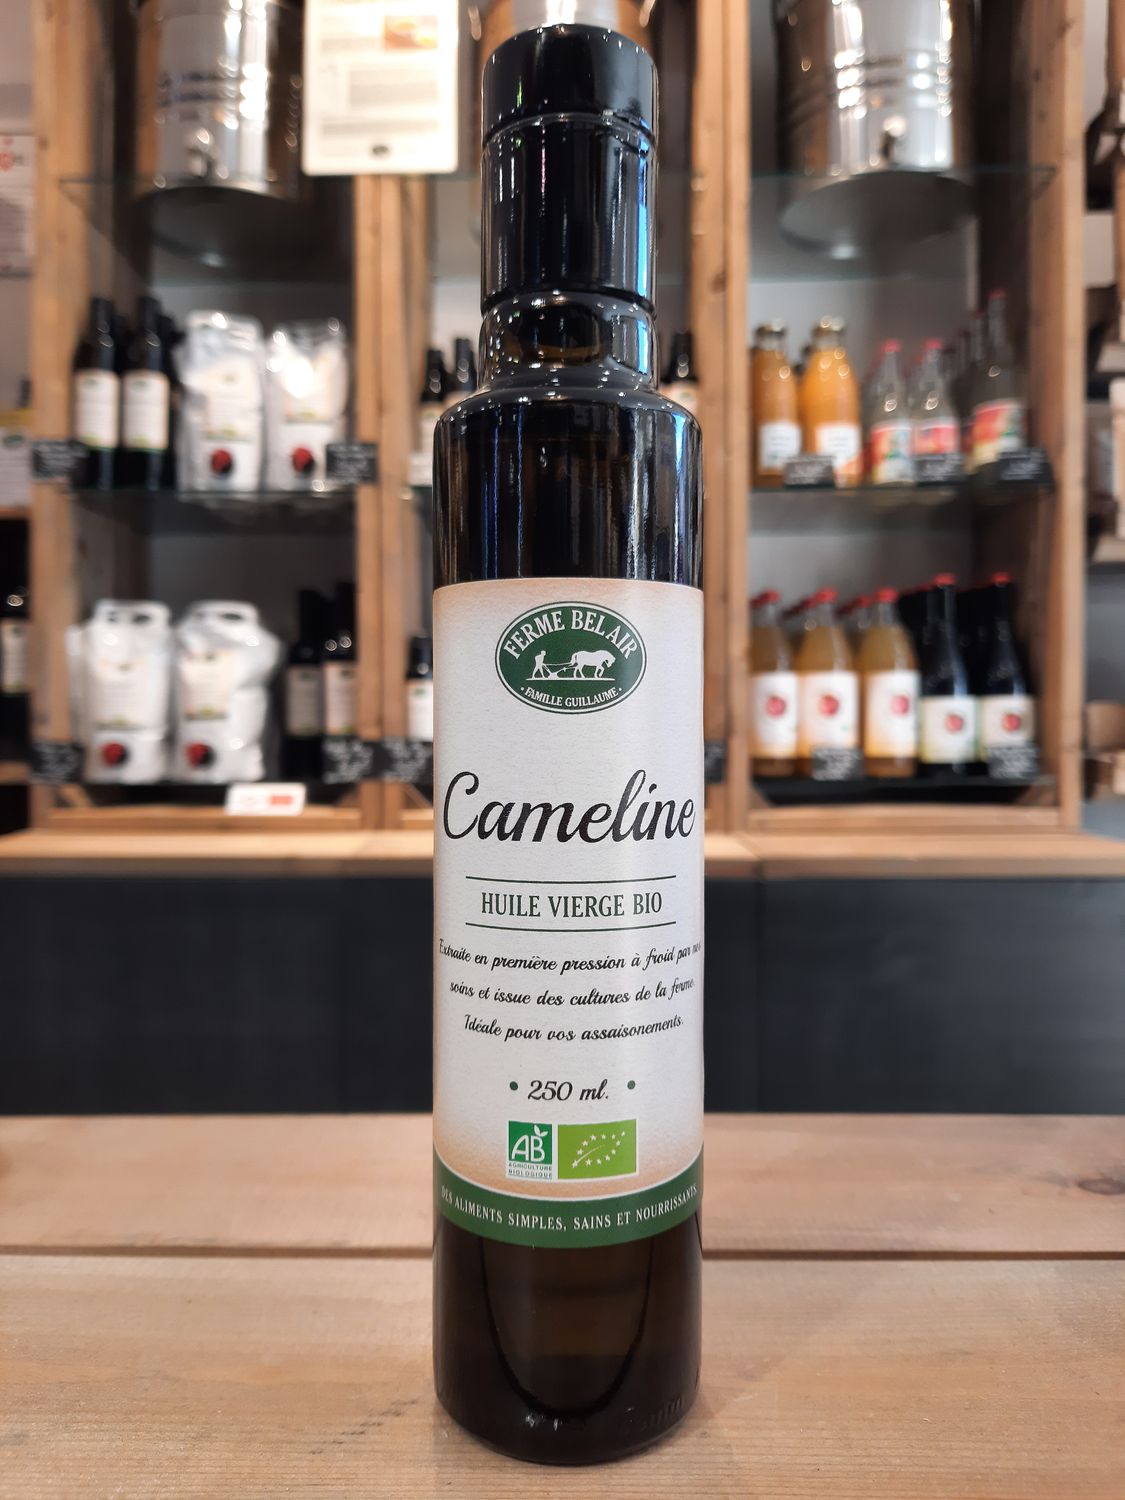 FERME BEL AIR
• FAMILLE GUILLAUME •
Cameline
HUILE VIERGE BIO
Extraite en première pression à froid par nos
soins et issue des cultures de la ferme.
Idéale pour vos assaisonements.
• 250 ml. •
AB
AGRICULTURE
BIOLOGIQUE
DES ALIMENTS SIMPLES, SAINS ET NOURRISSANTS.